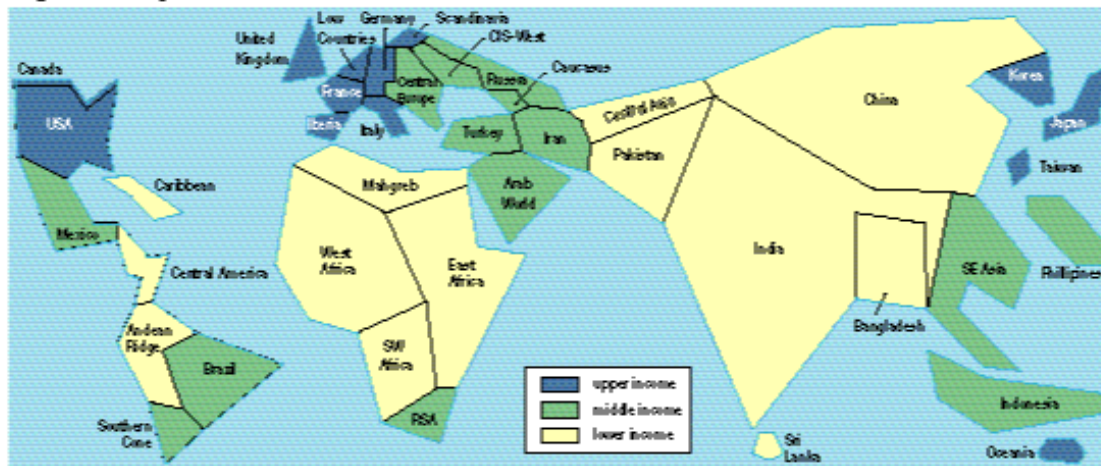 Low
Countries
Germany
Scandinavia
CIS-West
United
Kingdom
Caucasus
Canada
France
Central
Europe
Russia
Korea
China
Central Asia
USA
Iberia
Italy
Turkey
Iran
Japan
Pakistan
Taiwan
Caribbean
Mahgreb
Arab
World
Mexico
West
Africa
East
Africa
India
SE Asia
Phillipines
Central America
Bangladesh
Andean
Ridge
Brazil
SW
Africa
upper income
middle income
lower income
Indonesia
RSA
Southern
Cone
Sri
Lanka
Oceania